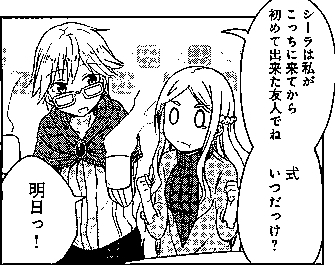 シーラは私が
こっちに来てから
初めて出来た友人でね
式
いつだっけ？
明日っ！